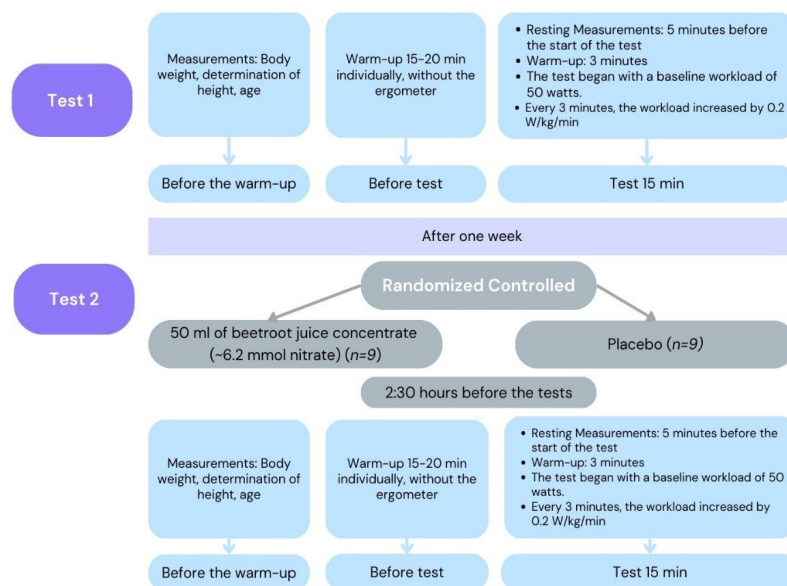 Test 1
Measurements: Body
weight, determination of
height, age
Warm-up 15-20 min
individually, without the
ergometer
• Resting Measurements: 5 minutes before
the start of the test
• Warm-up: 3 minutes
• The test began with a baseline workload of
50 watts.
• Every 3 minutes, the workload increased by 0.2
W/kg/min
Before the warm-up
Before test
Test 15 min
After one week
Test 2
Randomized Controlled
50 ml of beetroot juice concentrate
(~6.2 mmol nitrate) (n=9)
Placebo (n=9)
2:30 hours before the tests
Measurements: Body
weight, determination of
height, age
Warm-up 15-20 min
individually, without the
ergometer
• Resting Measurements: 5 minutes before the
start of the test
• Warm-up: 3 minutes
• The test began with a baseline workload of 50
watts.
• Every 3 minutes, the workload increased by
0.2 W/kg/min
Before the warm-up
Before test
Test 15 min